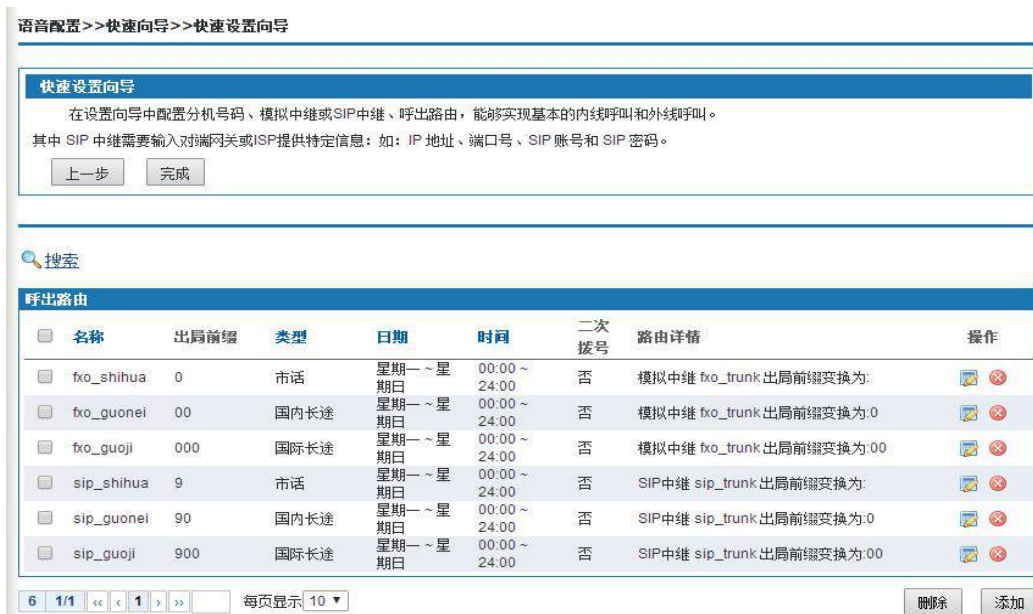 语音配置>>快速向导>>快速设置向导
快速设置向导
在设置向导中配置分机号码、模拟中继或SIP中继、呼出路由，能够实现基本的内线呼叫和外线呼叫。
其中 SIP 中继需要输入对端网关或ISP提供特定信息：如：IP 地址、端口号、SIP 账号和 SIP 密码。
上一步 完成
搜索
呼出路由
名称 出局前缀 类型 日期 时间 二次拨号 路由详情 操作
fxo_shihua 0 市话 星期一 ~ 星期日 00:00 ~ 24:00 否 模拟中继 fxo_trunk 出局前缀变换为:
fxo_guonei 00 国内长途 星期一 ~ 星期日 00:00 ~ 24:00 否 模拟中继 fxo_trunk 出局前缀变换为:0
fxo_guoji 000 国际长途 星期一 ~ 星期日 00:00 ~ 24:00 否 模拟中继 fxo_trunk 出局前缀变换为:00
sip_shihua 9 市话 星期一 ~ 星期日 00:00 ~ 24:00 否 SIP中继 sip_trunk 出局前缀变换为:
sip_guonei 90 国内长途 星期一 ~ 星期日 00:00 ~ 24:00 否 SIP中继 sip_trunk 出局前缀变换为:0
sip_guoji 900 国际长途 星期一 ~ 星期日 00:00 ~ 24:00 否 SIP中继 sip_trunk 出局前缀变换为:00
6 1/1 « ‹ 1 › » 每页显示 10 ▼ 删除 添加